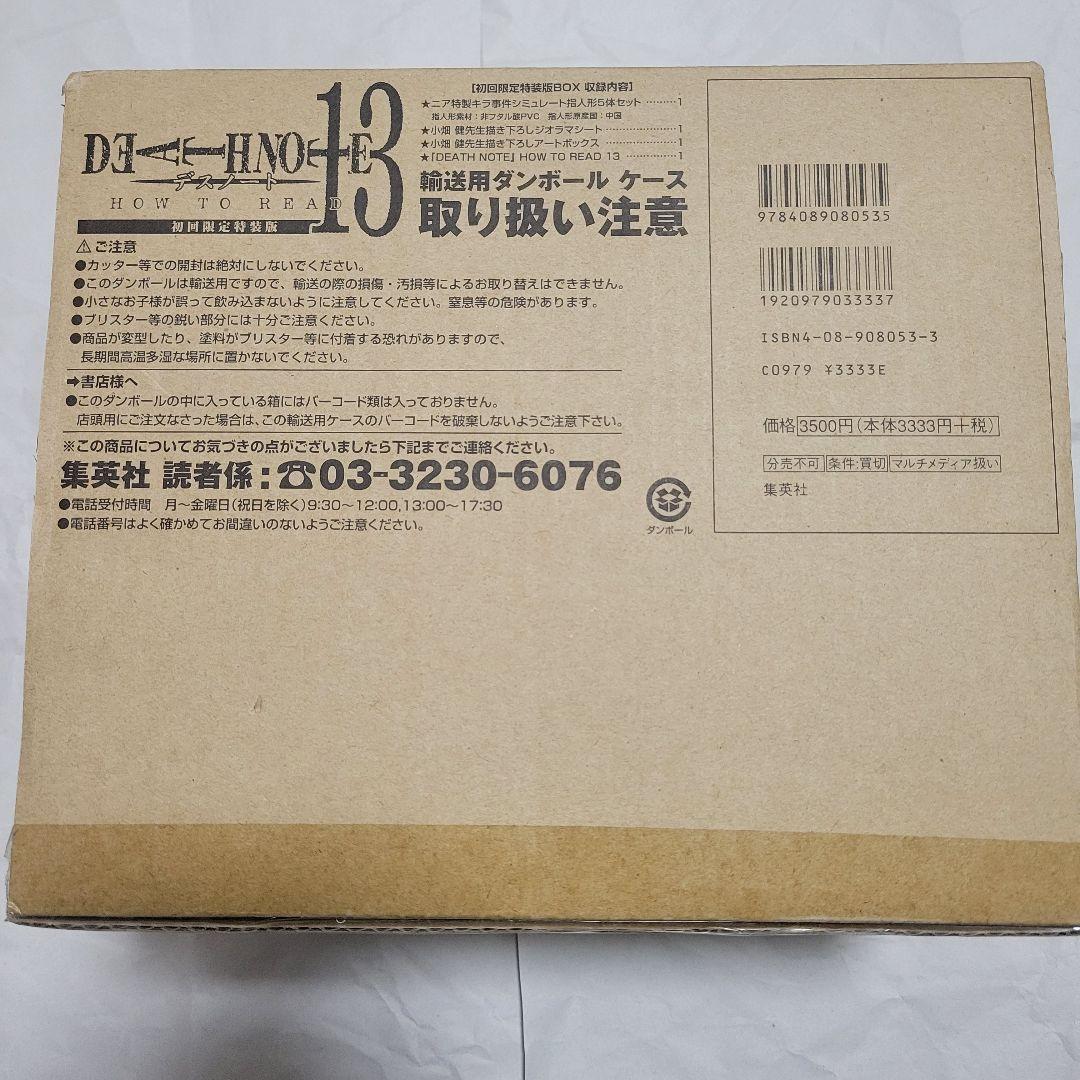 DEATH NOTE 13
デスノート
HOW TO READ
初回限定特装版
【初回限定特装版BOX 収録内容】
★ニア特製キラ事件シミュレート指人形5体セット ………1
指人形素材:非フタル酸PVC 指人形原産国:中国
★小畑 健先生描き下ろしジオラマシート………………1
★小畑 健先生描き下ろしアートボックス………………1
★『DEATH NOTE』 HOW TO READ 13 ……………1
輸送用ダンボール ケース
取り扱い注意
⚠ご注意
●カッター等での開封は絶対にしないでください。
●このダンボールは輸送用ですので、輸送の際の損傷・汚損等によるお取り替えはできません。
●小さなお子様が誤って飲み込まないように注意してください。窒息等の危険があります。
●ブリスター等の鋭い部分には十分ご注意ください。
●商品が変型したり、塗料がブリスター等に付着する恐れがありますので、
長期間高温多湿な場所に置かないでください。
➡書店様へ
●このダンボールの中に入っている箱にはバーコード類は入っておりません。
店頭用にご注文なさった場合は、この輸送用ケースのバーコードを破棄しないようご注意下さい。
※この商品についてお気づきの点がございましたら下記までご連絡ください。
集英社 読者係:☎03-3230-6076
●電話受付時間 月〜金曜日(祝日を除く)9:30〜12:00,13:00〜17:30
●電話番号はよく確かめてお間違いのないようご注意ください。
ダンボール
9784089080535
1920979033337
ISBN4-08-908053-3
C0979 ¥3333E
価格 3500円(本体3333円+税)
分売不可 条件:買切 マルチメディア扱い
集英社